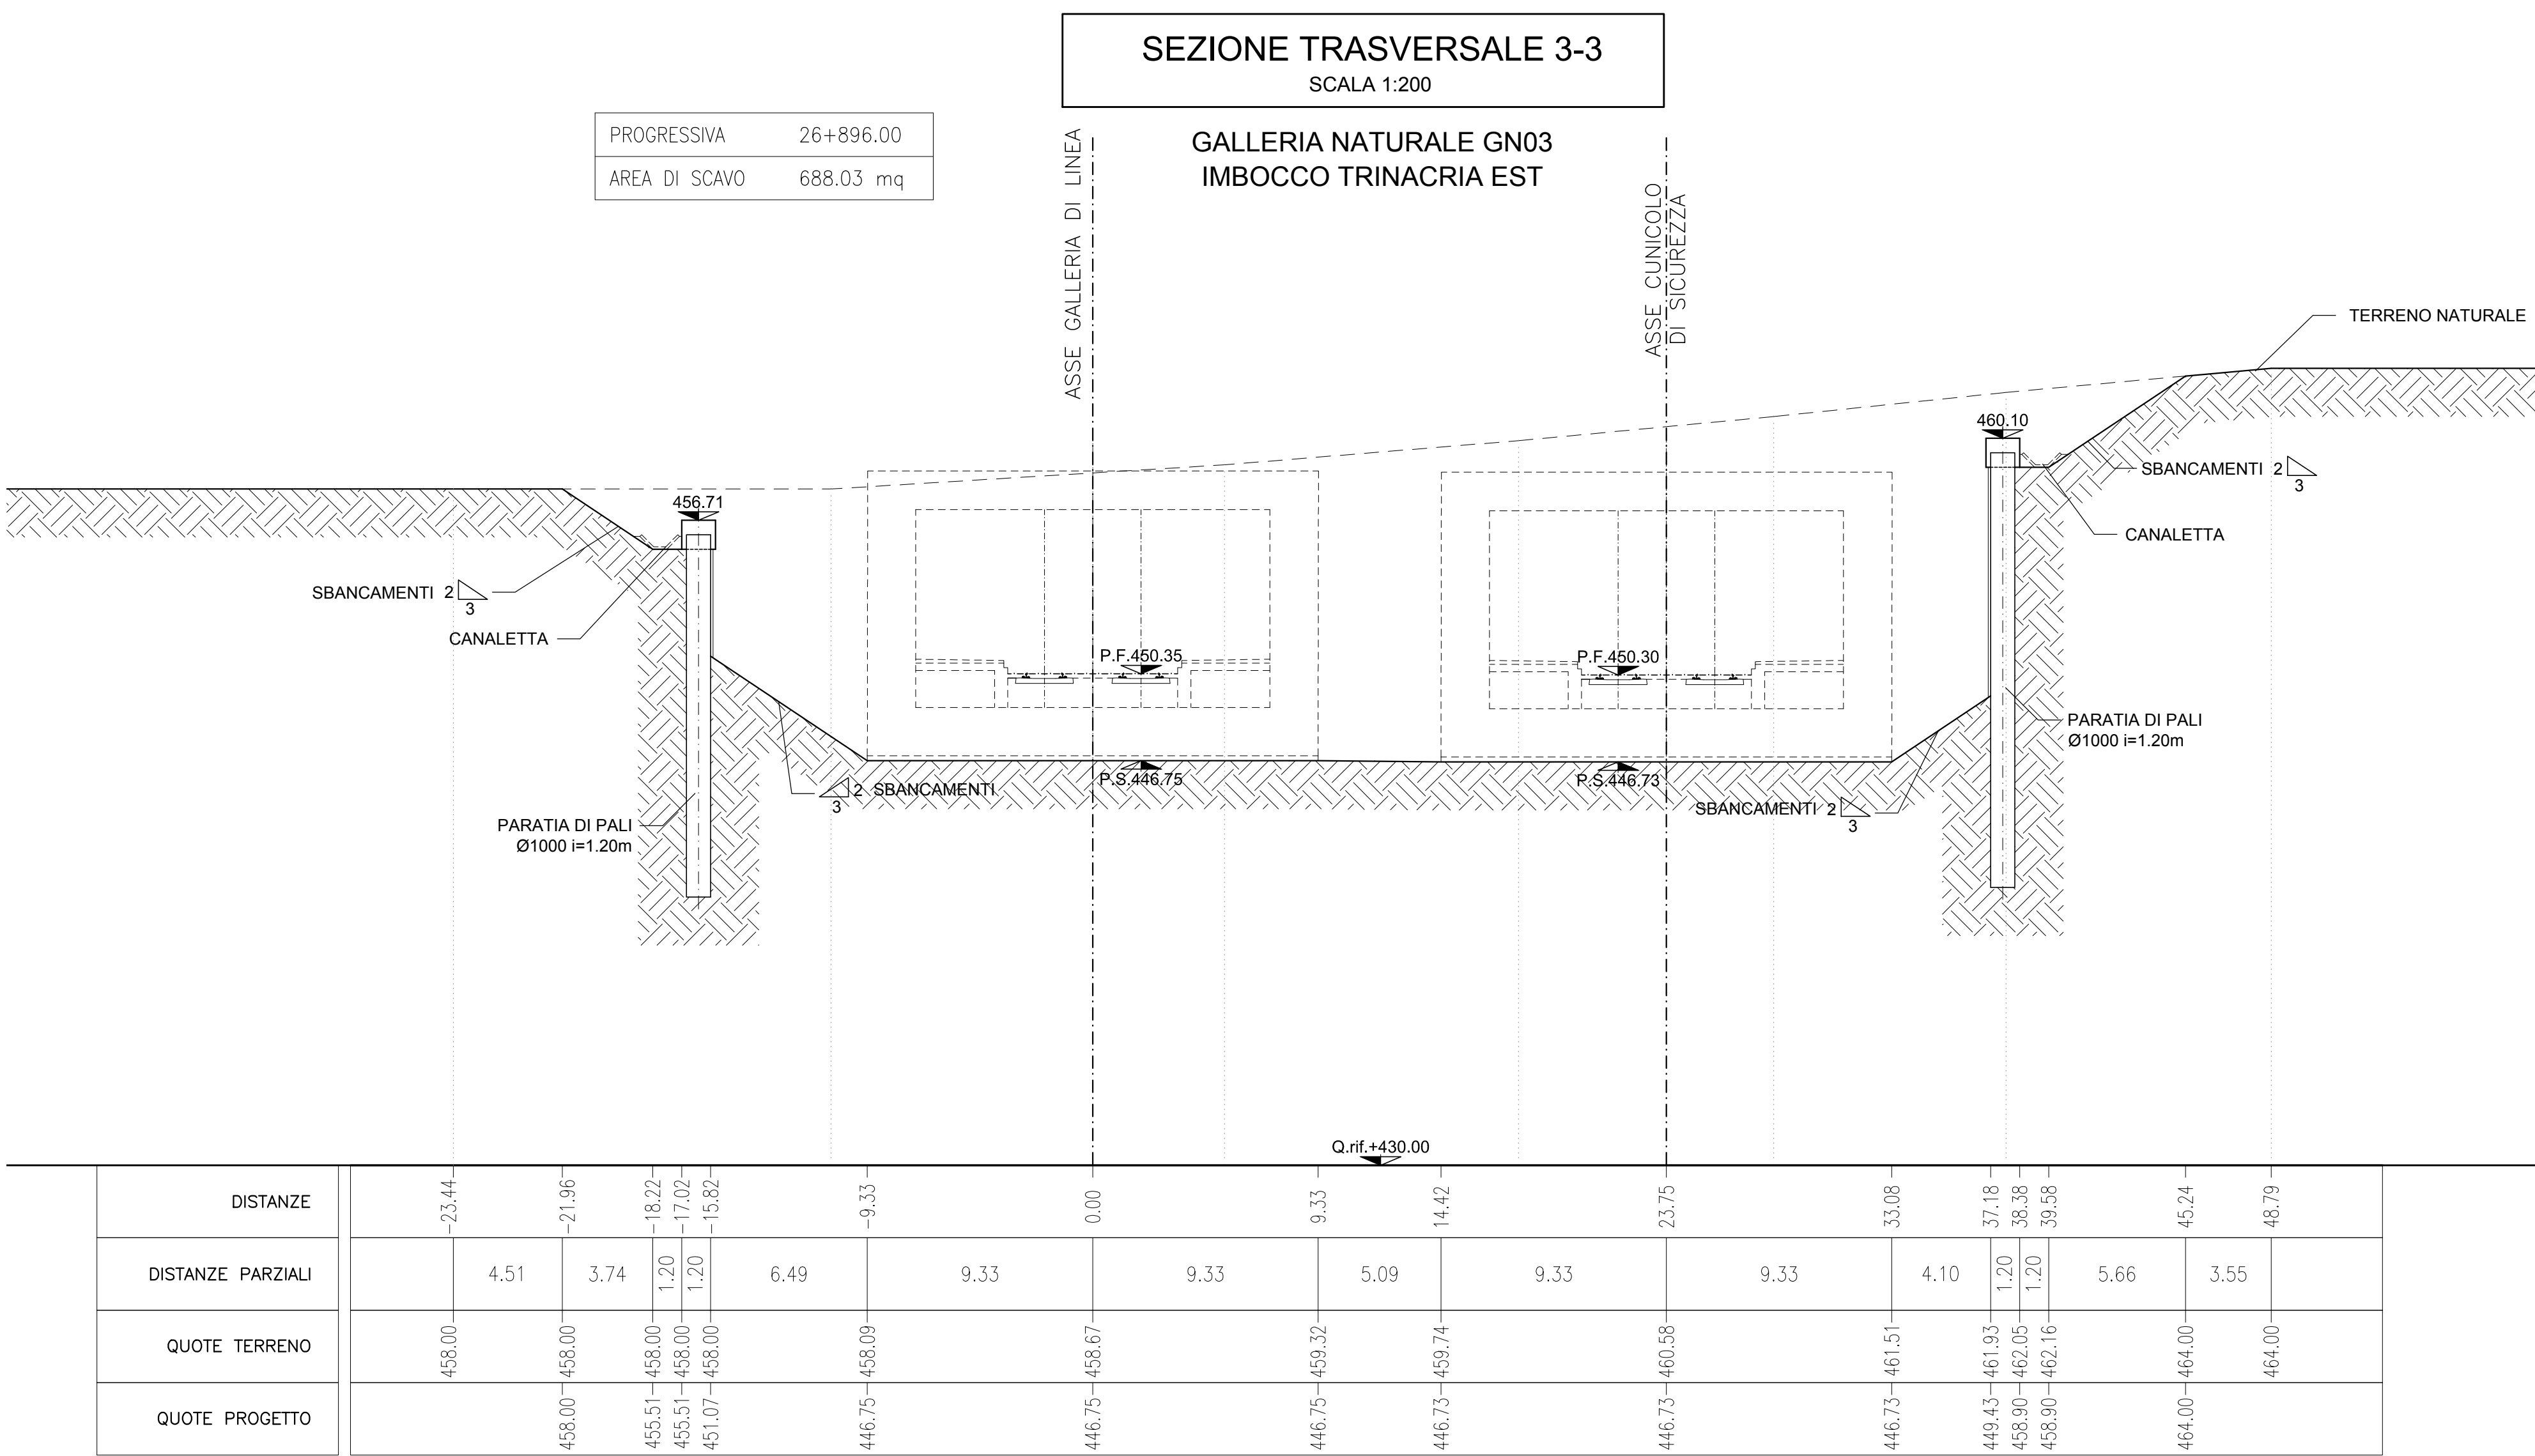 SEZIONE TRASVERSALE 3-3
SCALA 1:200
PROGRESSIVA 26+896.00
AREA DI SCAVO 688.03 mq
GALLERIA NATURALE GN03
IMBOCCO TRINACRIA EST
ASSE GALLERIA DI LINEA
ASSE CUNICOLO
DI SICUREZZA
TERRENO NATURALE
460.10
SBANCAMENTI 2
3
CANALETTA
456.71
SBANCAMENTI 2
3
CANALETTA
P.F.450.35
P.F.450.30
PARATIA DI PALI
Ø1000 i=1.20m
P.S.446.75
P.S.446.73
2 SBANCAMENTI
3
SBANCAMENTI 2
3
PARATIA DI PALI
Ø1000 i=1.20m
Q.rif.+430.00
DISTANZE -23.44 -21.96 -18.22 -17.02 -15.82 -9.33 0.00 9.33 14.42 23.75 33.08 37.18 38.38 39.58 45.24 48.79
DISTANZE PARZIALI 4.51 3.74 1.20 1.20 6.49 9.33 9.33 5.09 9.33 9.33 4.10 1.20 1.20 5.66 3.55
QUOTE TERRENO 458.00 458.00 458.00 458.00 458.00 458.09 458.67 459.32 459.74 460.58 461.51 461.93 462.05 462.16 464.00 464.00
QUOTE PROGETTO 458.00 455.51 455.51 451.07 446.75 446.75 446.75 446.73 446.73 446.73 449.43 458.90 458.90 464.00